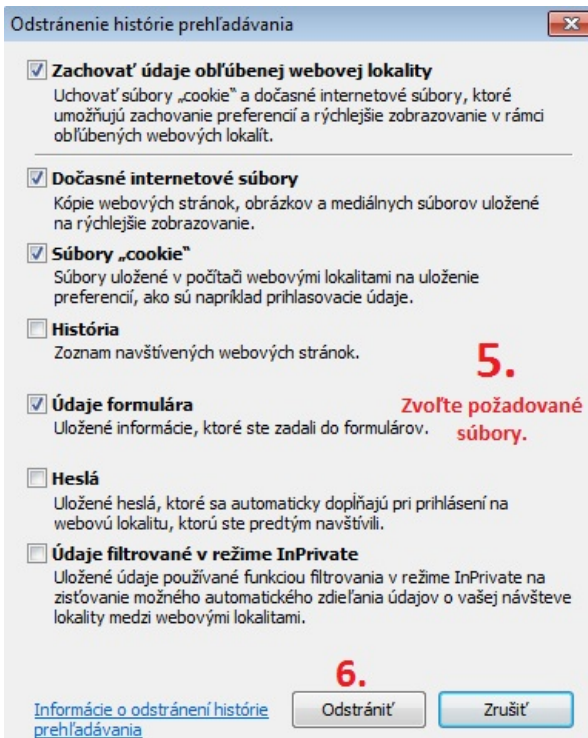 Odstránenie histórie prehľadávania
Zachovať údaje obľúbenej webovej lokality
Uchovať súbory „cookie“ a dočasné internetové súbory, ktoré
umožňujú zachovanie preferencií a rýchlejšie zobrazovanie v rámci
obľúbených webových lokalít.
Dočasné internetové súbory
Kópie webových stránok, obrázkov a mediálnych súborov uložené
na rýchlejšie zobrazovanie.
Súbory „cookie“
Súbory uložené v počítači webovými lokalitami na uloženie
preferencií, ako sú napríklad prihlasovacie údaje.
História
Zoznam navštívených webových stránok.
5.
Zvoľte požadované
súbory.
Údaje formulára
Uložené informácie, ktoré ste zadali do formulárov.
Heslá
Uložené heslá, ktoré sa automaticky dopĺňajú pri prihlásení na
webovú lokalitu, ktorú ste predtým navštívili.
Údaje filtrované v režime InPrivate
Uložené údaje používané funkciou filtrovania v režime InPrivate na
zisťovanie možného automatického zdieľania údajov o vašej návšteve
lokality medzi webovými lokalitami.
6.
Informácie o odstránení histórie
prehľadávania
Odstrániť
Zrušiť